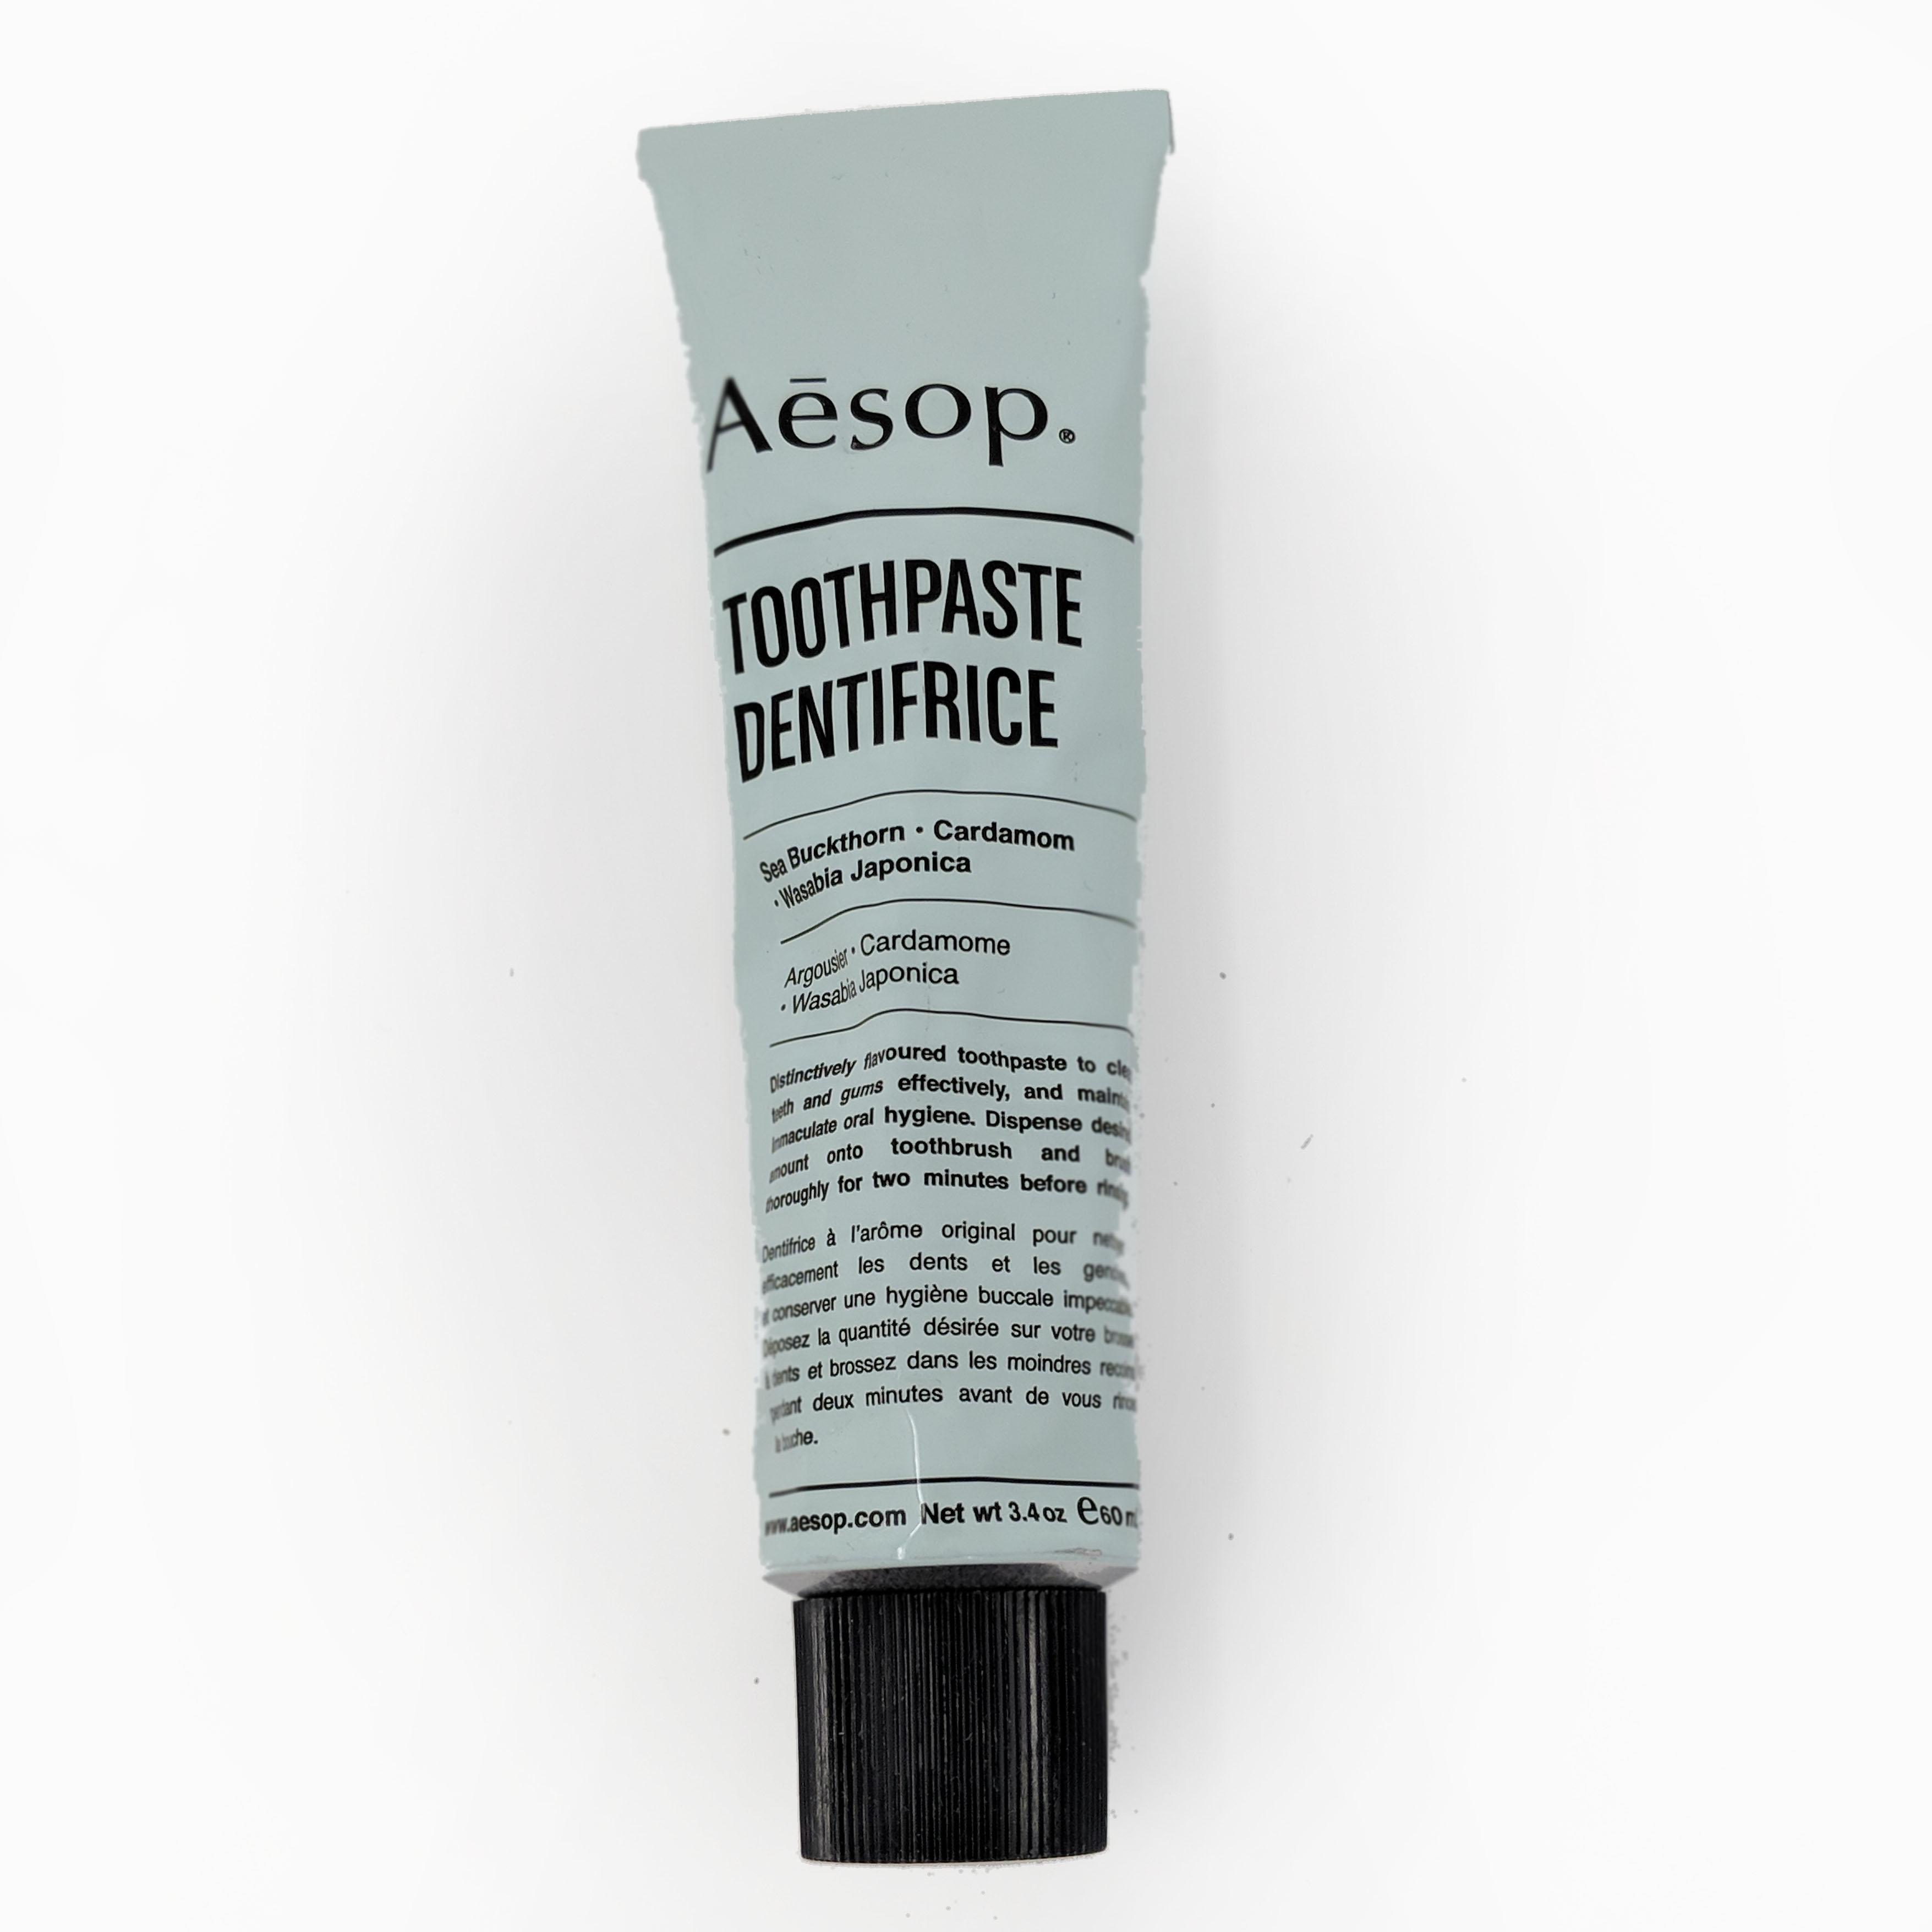 Aēsop.®
TOOTHPASTE
DENTIFRICE
Sea Buckthorn • Cardamom
• Wasabia Japonica
Argousier • Cardamome
• Wasabia Japonica
Distinctively flavoured toothpaste to
teeth and gums effectively, and
immaculate oral hygiene. Dispense
amount onto toothbrush and
thoroughly for two minutes before
Dentifrice à l'arôme original pour
efficacement les dents et les
et conserver une hygiène buccale
Déposez la quantité désirée sur votre
à dents et brossez dans les moindres
deux minutes avant de vous
www.aesop.com Net wt 3.4 oz e 60 mL